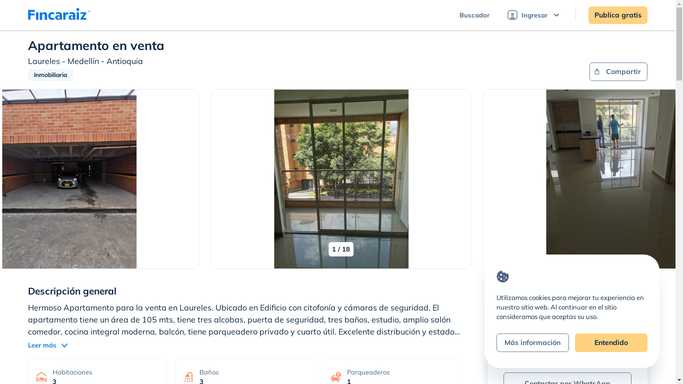 Fincaraiz
Buscador
Ingresar
Publica gratis
Apartamento en venta
Laureles - Medellín - Antioquia
Inmobiliaria
Compartir
1 / 18
Descripción general
Hermoso Apartamento para la venta en Laureles. Ubicado en Edificio con citofonía y cámaras de seguridad. El
apartamento tiene un área de 105 mts, tiene tres alcobas, puerta de seguridad, tres baños, estudio, amplio salón
comedor, cocina integral moderna, balcón, tiene parqueadero privado y cuarto útil. Excelente distribución y estado...
Leer más
Habitaciones
3
Baños
3
Parqueaderos
1
Utilizamos cookies para mejorar tu experiencia en
nuestro sitio web. Al continuar en el sitio
consideramos que aceptas su uso.
Más información
Entendido
Contactar por WhatsApp